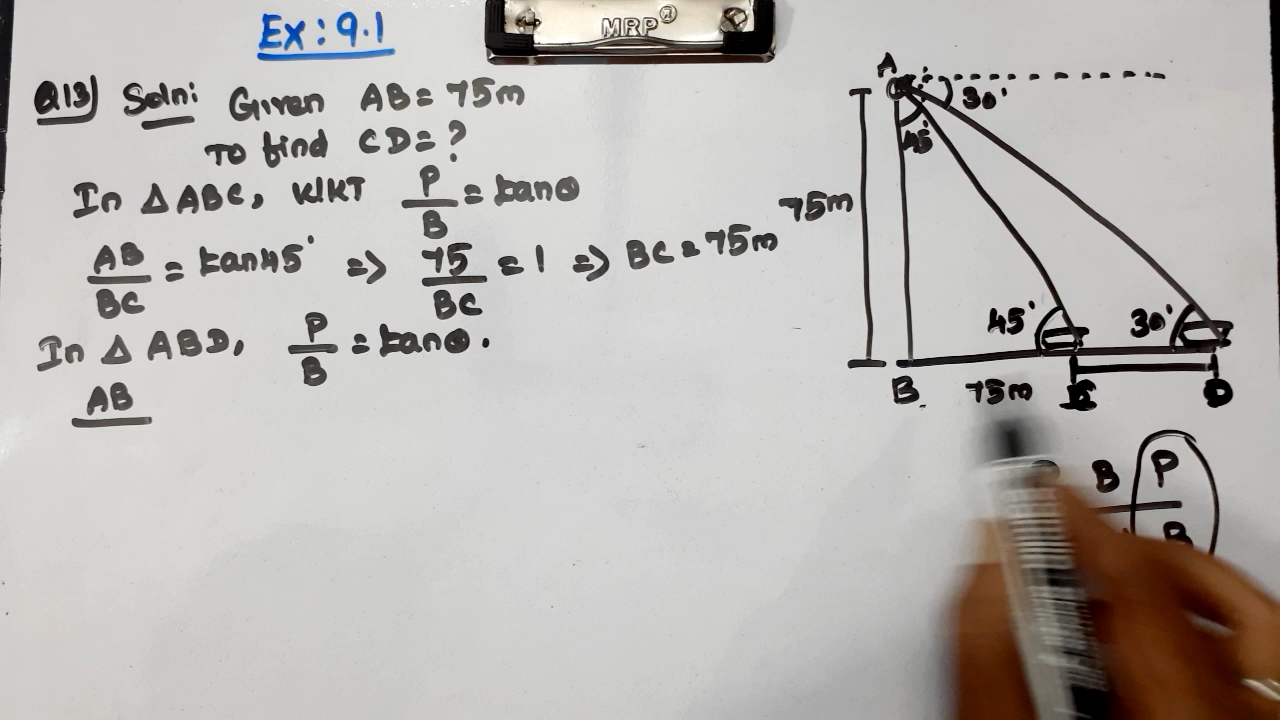 Ex: 9.1
MRP®
Q13) Soln: Given AB = 75m
To find CD = ?
In △ ABC, WKT P/B = tanθ
AB/BC = tan45° => 75/BC = 1 => BC = 75m
In △ ABD, P/B = tanθ.
AB
A
30°
45°
75m
45°
30°
B
75m
C
D
B P
B